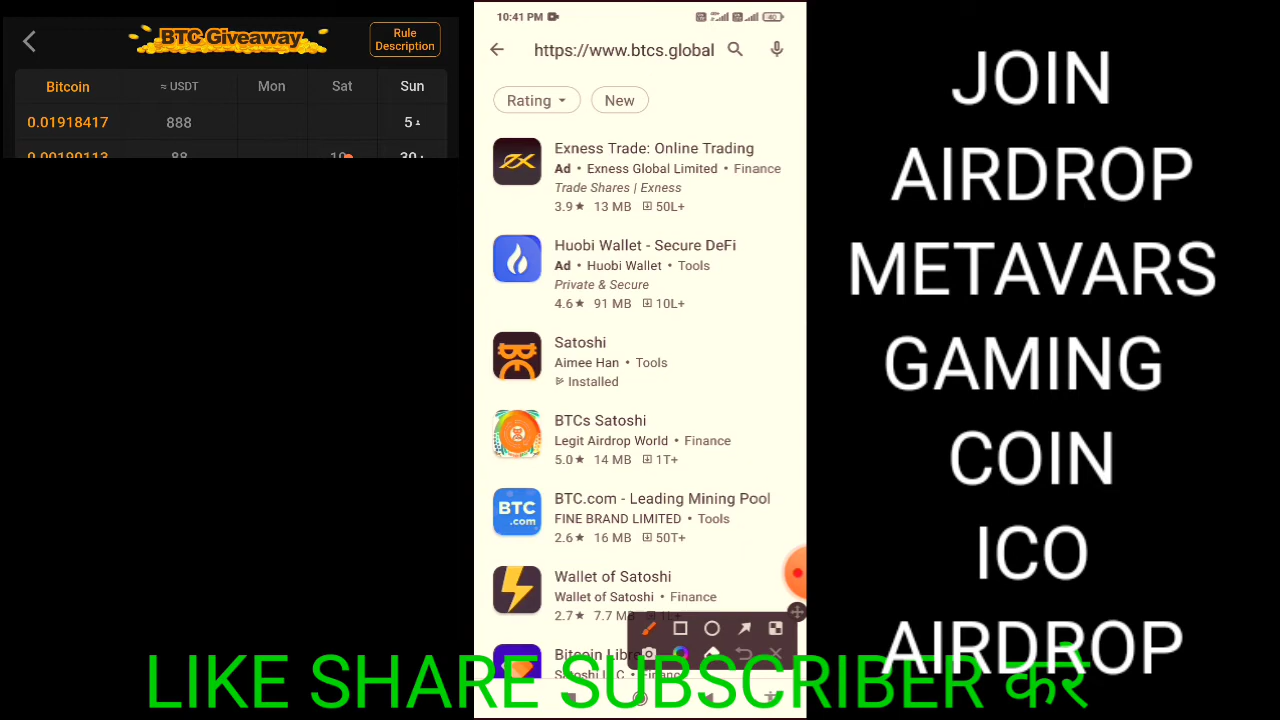 BTC Giveaway
Rule
Description
Bitcoin ≈ USDT Mon Sat Sun
0.01918417 888 5
88
10:41 PM
40
https://www.btcs.global
Rating
New
Exness Trade: Online Trading
Ad • Exness Global Limited • Finance
Trade Shares | Exness
3.9★ 13 MB 50L+
Huobi Wallet - Secure DeFi
Ad • Huobi Wallet • Tools
Private & Secure
4.6★ 91 MB 10L+
Satoshi
Aimee Han • Tools
Installed
BTCs Satoshi
Legit Airdrop World • Finance
5.0★ 14 MB 1T+
BTC
.com
BTC.com - Leading Mining Pool
FINE BRAND LIMITED • Tools
2.6★ 16 MB 50T+
Wallet of Satoshi
Wallet of Satoshi • Finance
2.7★ 7.7 MB
JOIN
AIRDROP
METAVARS
GAMING
COIN
ICO
AIRDROP
LIKE SHARE SUBSCRIBER करे